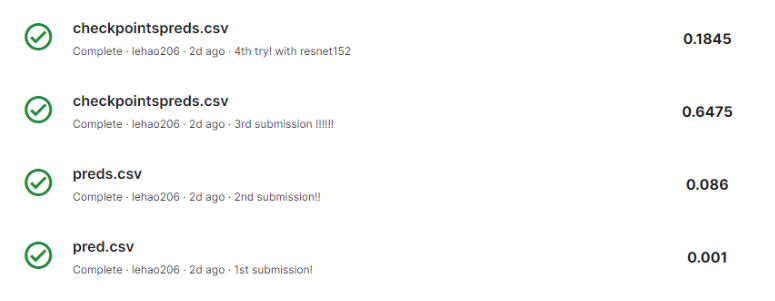 checkpointspreds.csv
Complete · lehao206 · 2d ago · 4th try! with resnet152
0.1845
checkpointspreds.csv
Complete · lehao206 · 2d ago · 3rd submission !!!!!!
0.6475
preds.csv
Complete · lehao206 · 2d ago · 2nd submission!!
0.086
pred.csv
Complete · lehao206 · 2d ago · 1st submission!
0.001